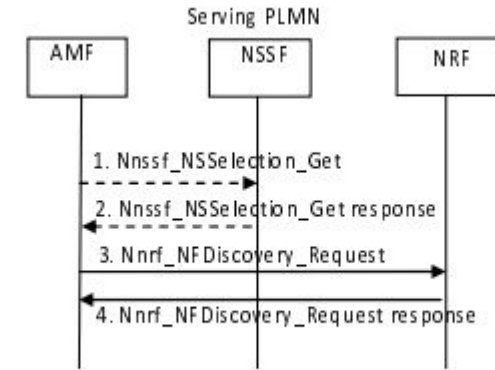 Serving PLMN
AMF
NSSF
NRF
1. Nnssf_NSSelection_Get
2. Nnssf_NSSelection_Get response
3. Nnrf_NFDiscovery_Request
4. Nnrf_NFDiscovery_Request response